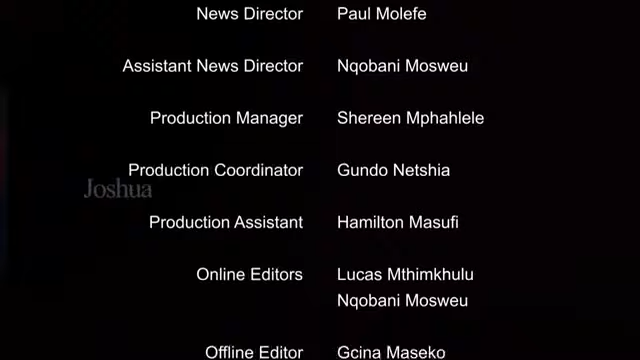 News Director Paul Molefe
Assistant News Director Nqobani Mosweu
Production Manager Shereen Mphahlele
Production Coordinator Gundo Netshia
Joshua
Production Assistant Hamilton Masufi
Online Editors Lucas Mthimkhulu
Nqobani Mosweu
Offline Editor Gcina Maseko